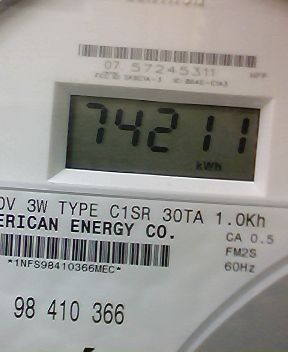 07 57245311
74211
kWh
0V 3W TYPE C1SR 30TA 1.0Kh
ERICAN ENERGY CO.
CA 0.5
FM2S
*1NFS98410366MEC*
60Hz
98 410 366